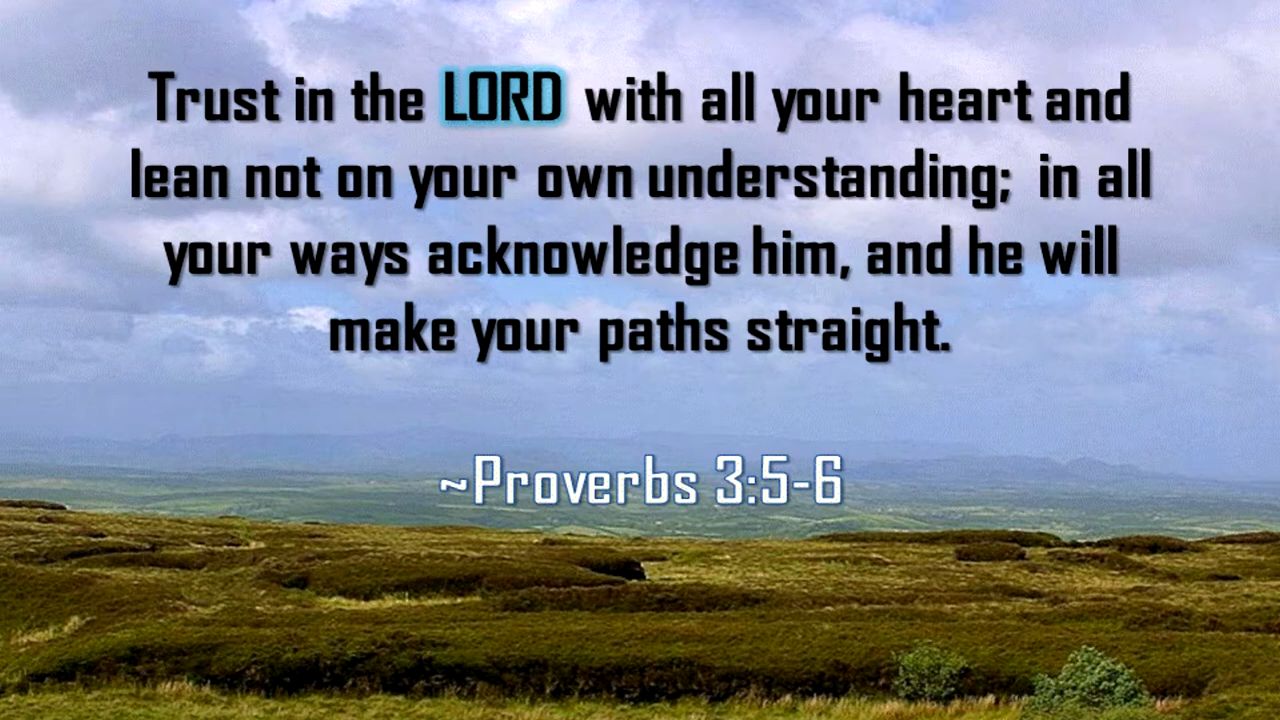 Trust in the LORD with all your heart and
lean not on your own understanding; in all
your ways acknowledge him, and he will
make your paths straight.
~Proverbs 3:5-6